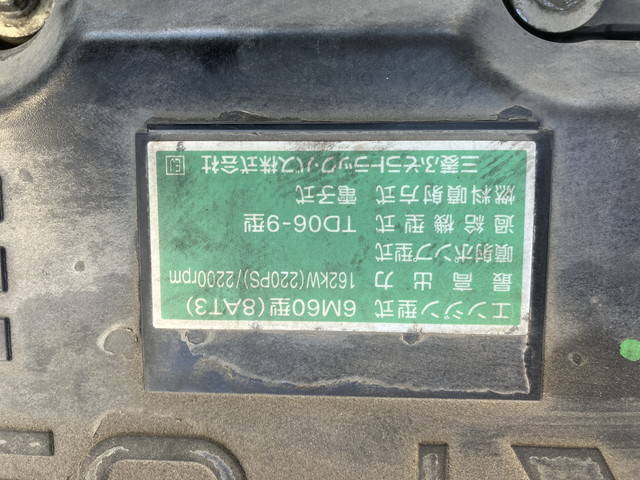 エンジン型式 6M60型(8AT3)
最高出力 162kW(220PS)/2200rpm
噴射ポンプ型式
過給機型式 TD06-9型
燃料噴射方式 電子式
三菱ふそうトラック・バス株式会社